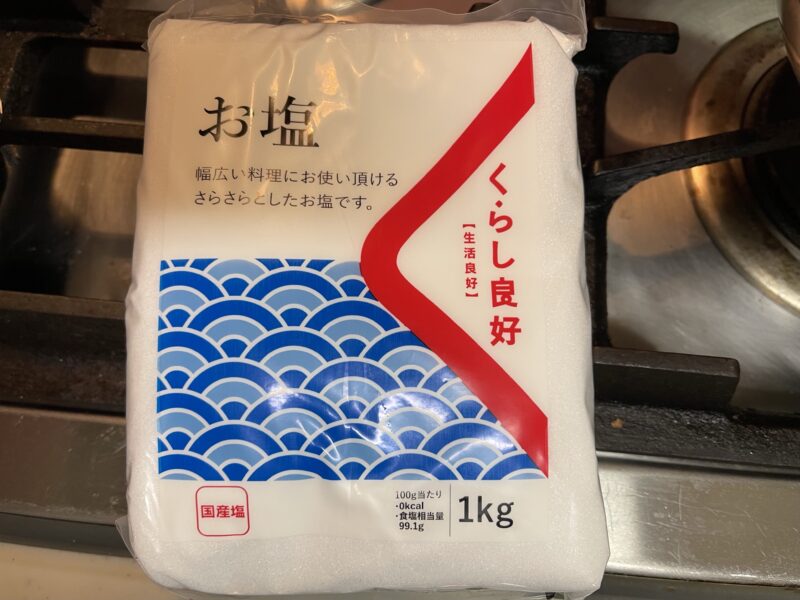 お塩
幅広い料理にお使い頂ける
さらさらとしたお塩です。
くらし良好
【生活良好】
国産塩
100g当たり
・0kcal
・食塩相当量
99.1g
1kg